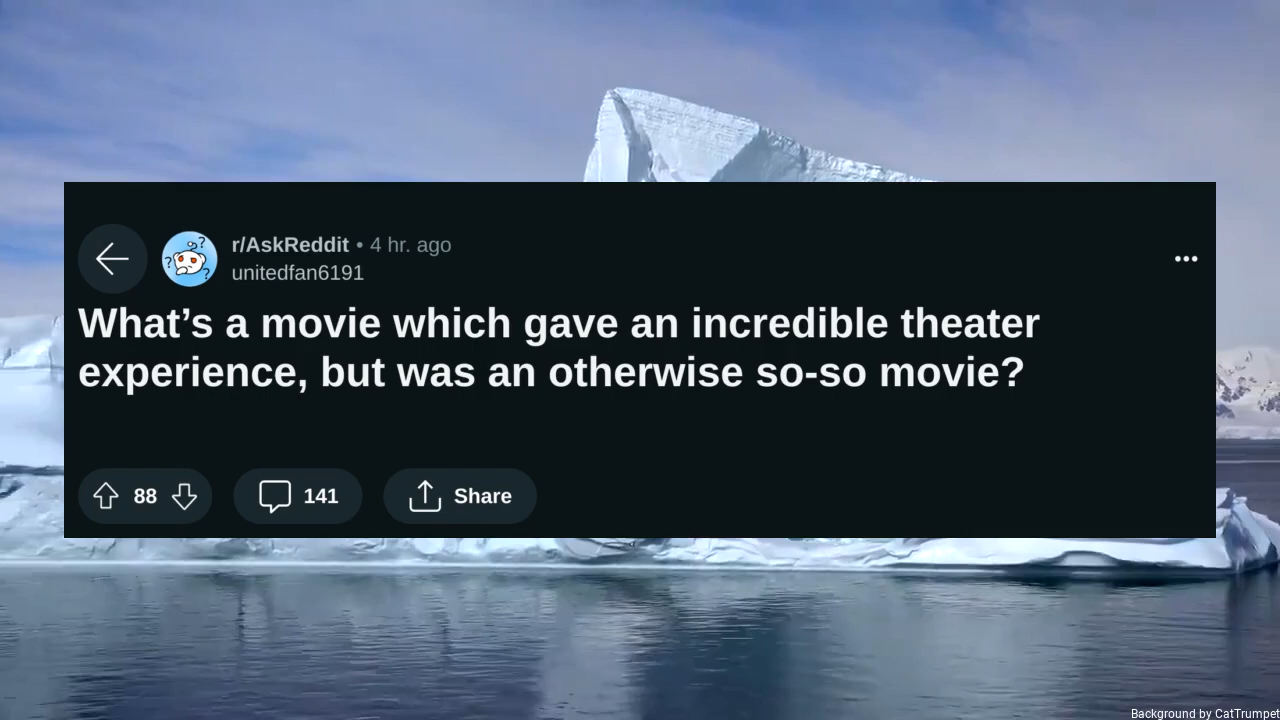 r/AskReddit • 4 hr. ago
unitedfan6191
What’s a movie which gave an incredible theater
experience, but was an otherwise so-so movie?
88
141
Share
Background by CatTrumpet